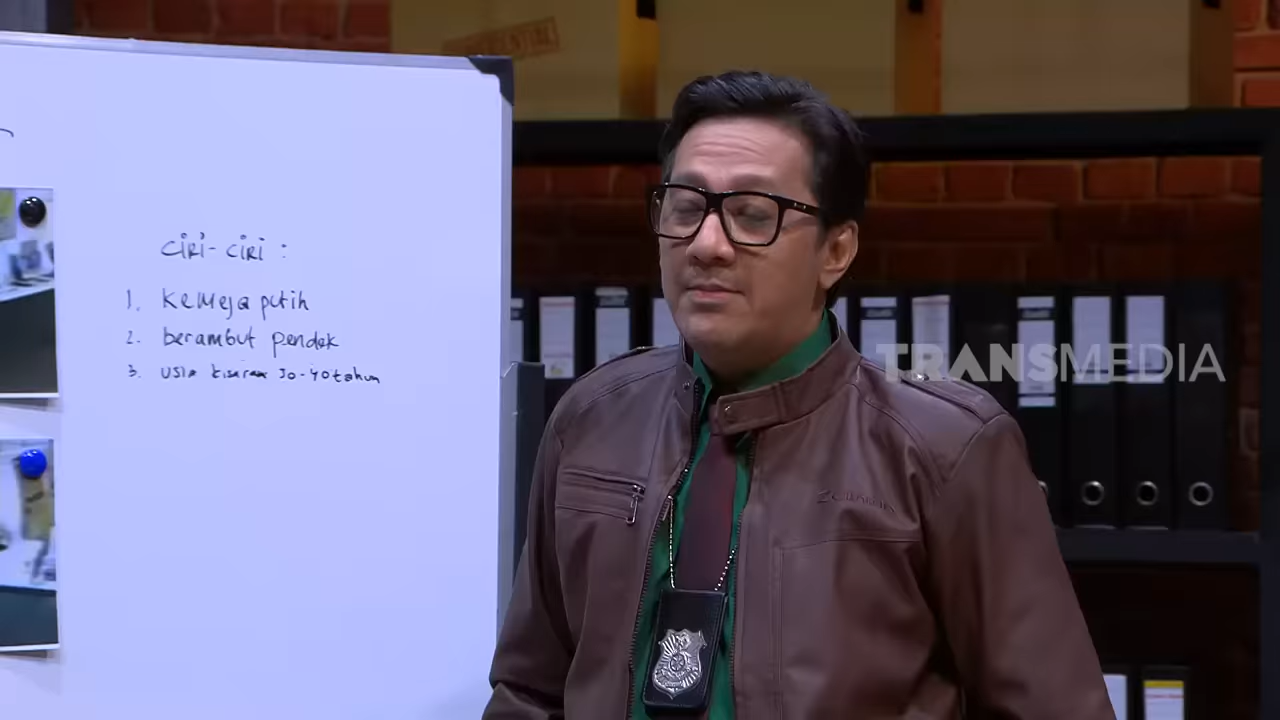 CIRI-CIRI :
1. Kemeja putih
2. berambut pendek
3. Usia kisaran 30-40 tahun
TRANSMEDIA